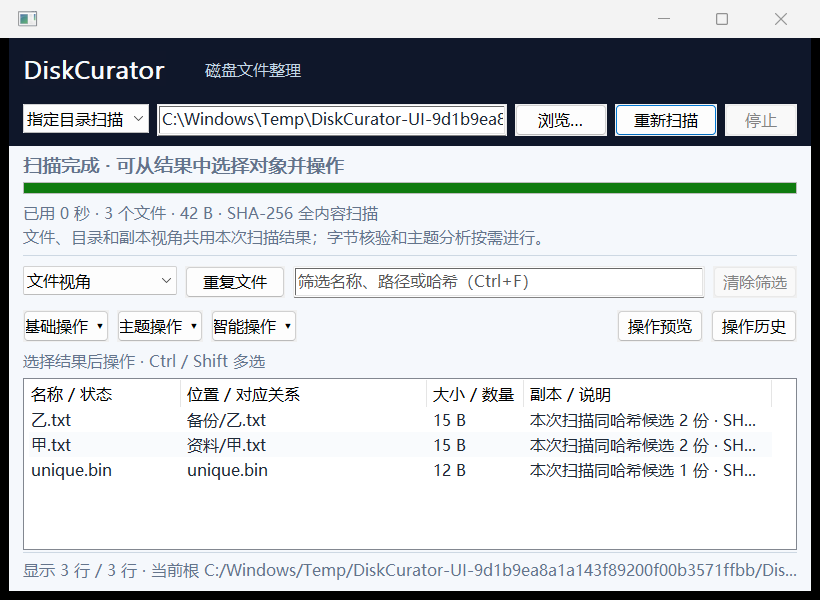 DiskCurator 磁盘文件整理
指定目录扫描 C:\Windows\Temp\DiskCurator-UI-9d1b9ea8 浏览... 重新扫描 停止
扫描完成 · 可从结果中选择对象并操作
已用 0 秒 · 3 个文件 · 42 B · SHA-256 全内容扫描
文件、目录和副本视角共用本次扫描结果；字节核验和主题分析按需进行。
文件视角 重复文件 筛选名称、路径或哈希（Ctrl+F） 清除筛选
基础操作 主题操作 智能操作 操作预览 操作历史
选择结果后操作 · Ctrl / Shift 多选
名称 / 状态 位置 / 对应关系 大小 / 数量 副本 / 说明
乙.txt 备份/乙.txt 15 B 本次扫描同哈希候选 2 份 · SH...
甲.txt 资料/甲.txt 15 B 本次扫描同哈希候选 2 份 · SH...
unique.bin unique.bin 12 B 本次扫描同哈希候选 1 份 · SH...
显示 3 行 / 3 行 · 当前根 C:/Windows/Temp/DiskCurator-UI-9d1b9ea8a1a143f89200f00b3571ffbb/Dis...